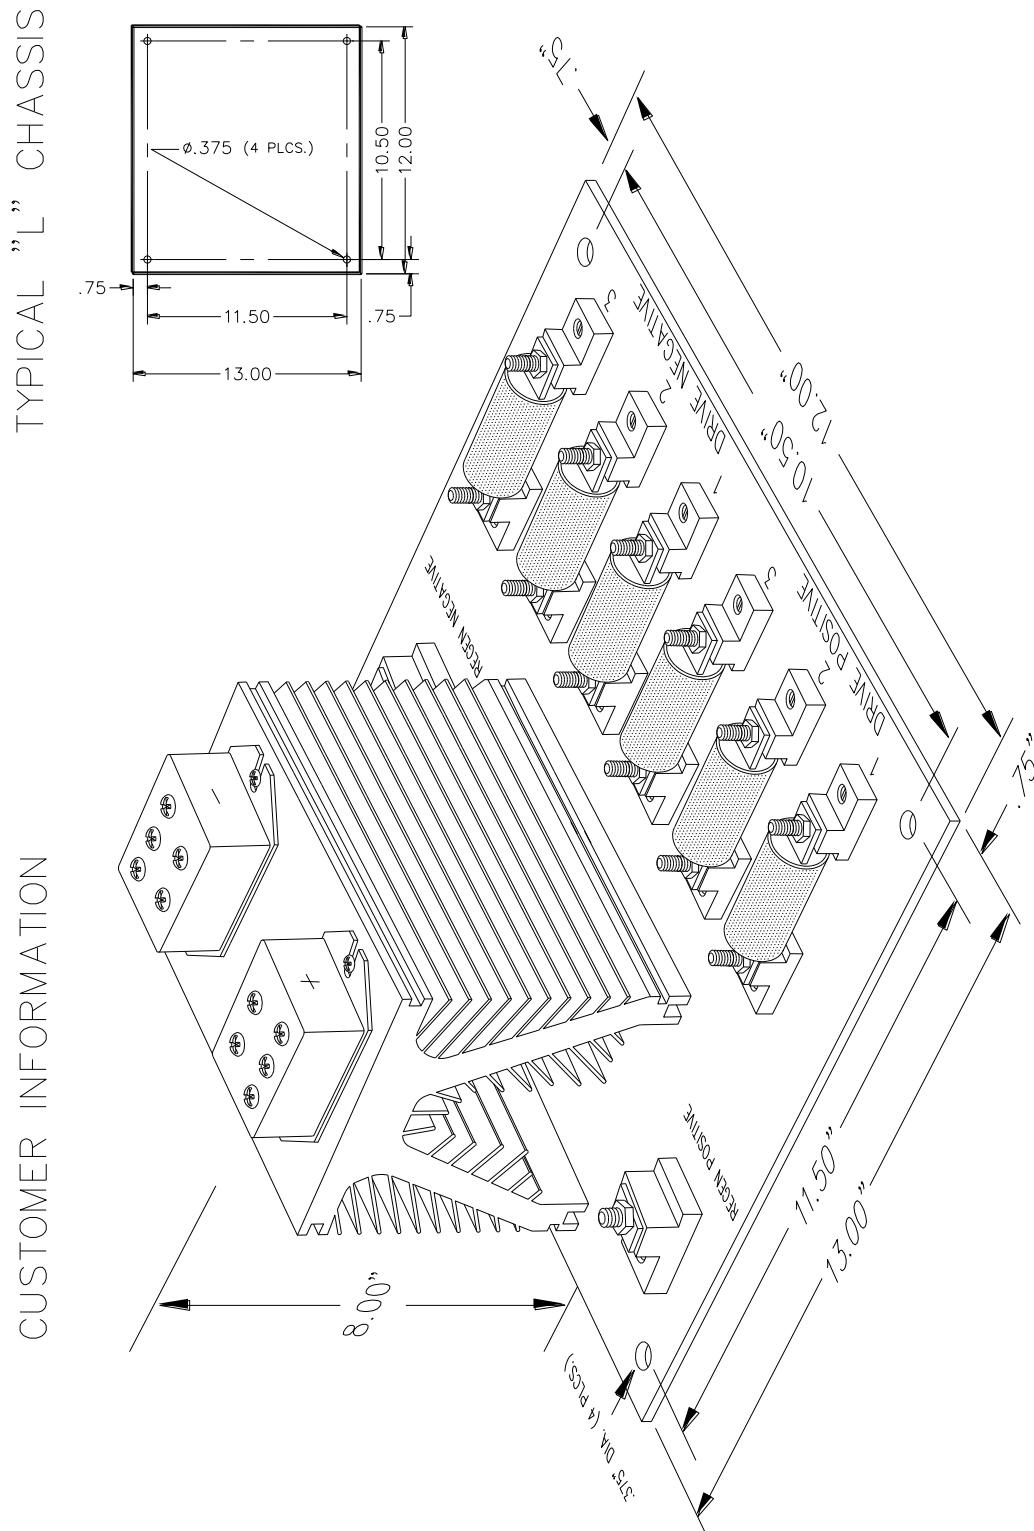 CUSTOMER INFORMATION
TYPICAL "L" CHASSIS
Ø.375 (4 PLCS.)
10.50
12.00
.75
11.50
.75
13.00
.75"
12.00"
10.50"
3
2
1
DRIVE NEGATIVE
3
2
1
DRIVE POSITIVE
REGEN NEGATIVE
REGEN POSITIVE
-
+
8.00"
.375" DIA. (4 PLCS.)
.75"
11.50"
13.00"